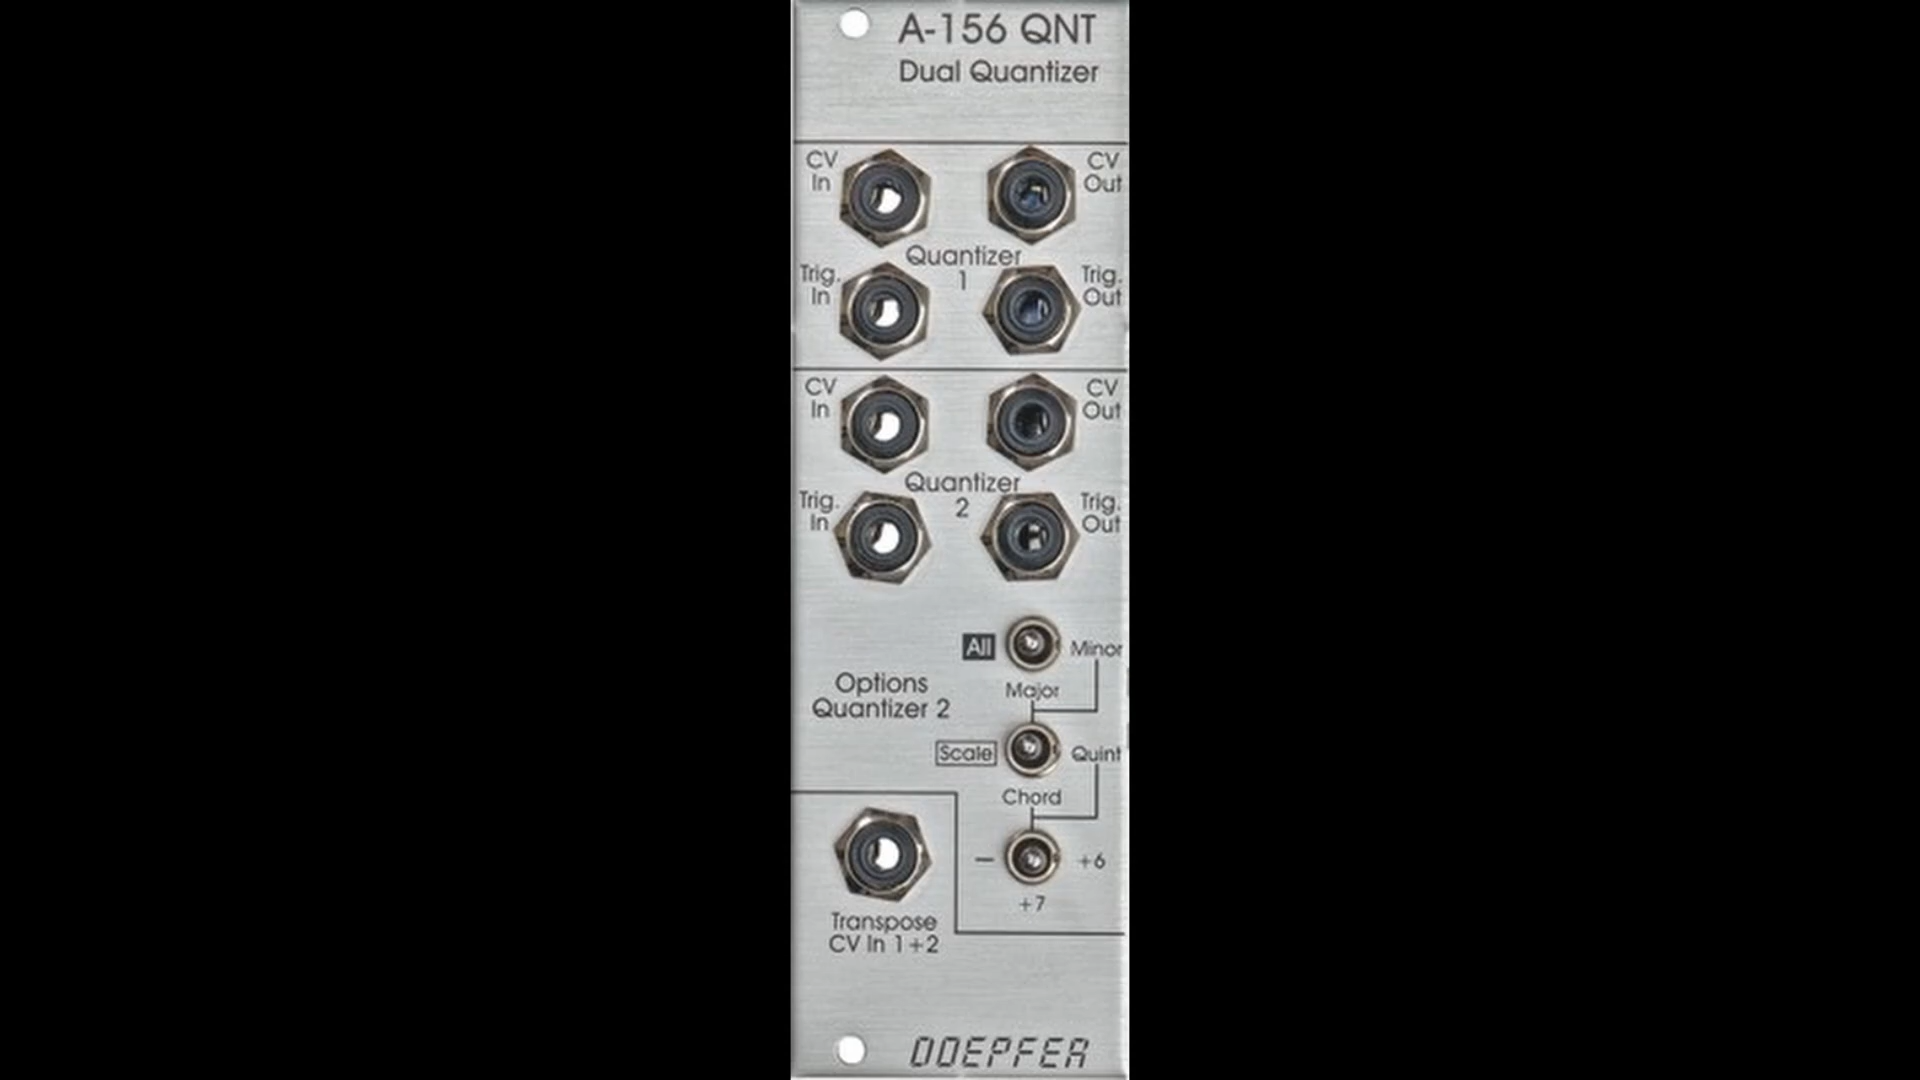 A-156 QNT
Dual Quantizer
CV In
CV Out
Quantizer 1
Trig. In
Trig. Out
CV In
CV Out
Quantizer 2
Trig. In
Trig. Out
All
Minor
Major
Options
Quantizer 2
Scale
Quint
Chord
— +6
+7
Transpose
CV In 1+2
DOEPFER